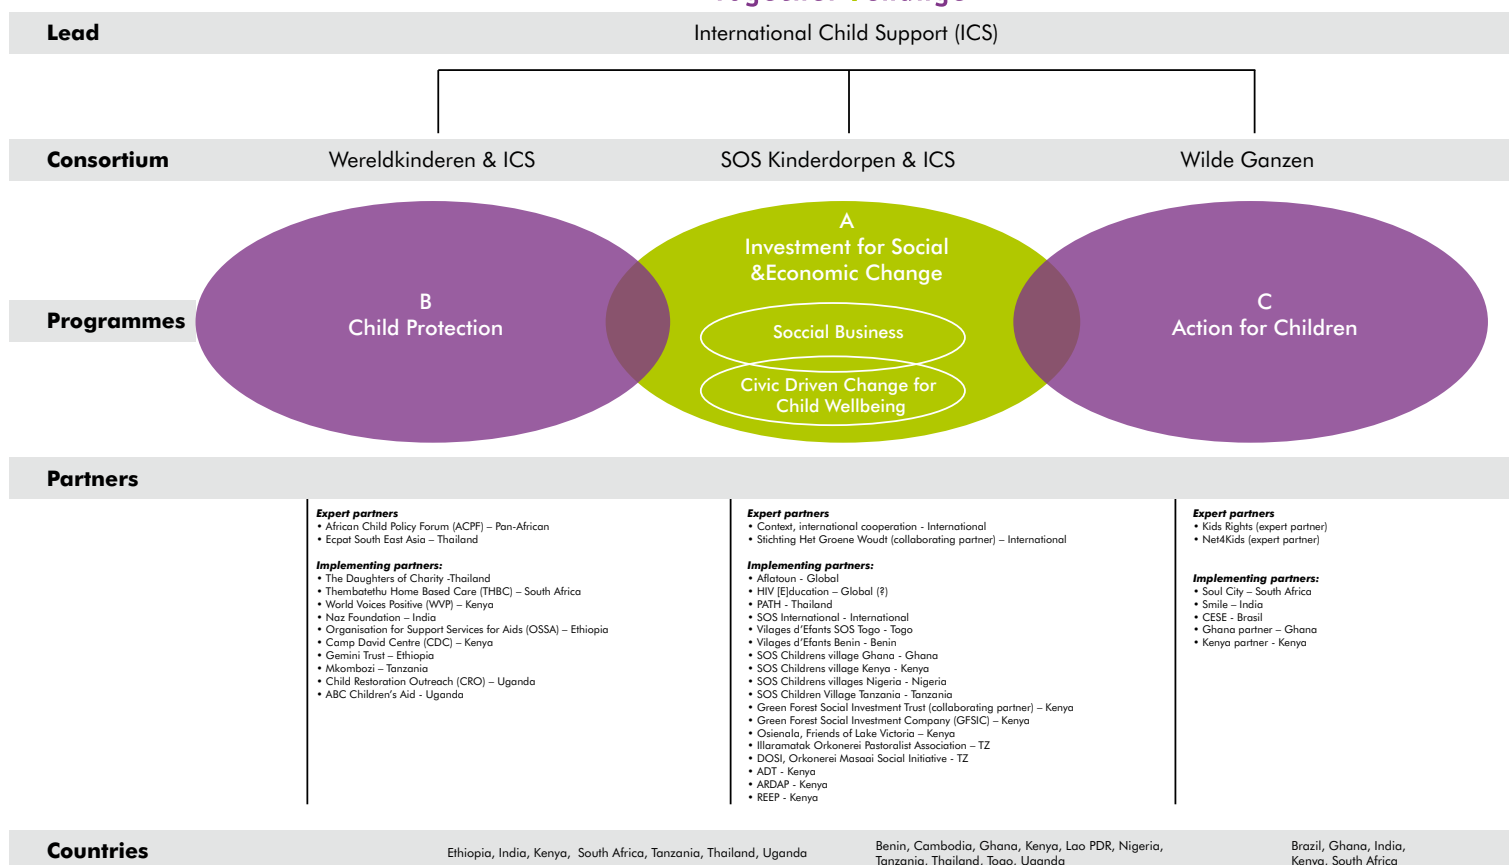 Lead
International Child Support (ICS)
Consortium
Wereldkinderen & ICS
SOS Kinderdorpen & ICS
Wilde Ganzen
Programmes
B
Child Protection
A
Investment for Social
&Economic Change
Soccial Business
Civic Driven Change for
Child Wellbeing
C
Action for Children
Partners
Expert partners
• African Child Policy Forum (ACPF) – Pan-African
• Ecpat South East Asia – Thailand
Implementing partners:
• The Daughters of Charity -Thailand
• Thembatethu Home Based Care (THBC) – South Africa
• World Voices Positive (WVP) – Kenya
• Naz Foundation – India
• Organisation for Support Services for Aids (OSSA) – Ethiopia
• Camp David Centre (CDC) – Kenya
• Gemini Trust – Ethiopia
• Mkombozi – Tanzania
• Child Restoration Outreach (CRO) – Uganda
• ABC Children's Aid - Uganda
Expert partners
• Context, international cooperation - International
• Stichting Het Groene Woudt (collaborating partner) – International
Implementing partners:
• Aflatoun - Global
• HIV [E]ducation – Global (?)
• PATH - Thailand
• SOS International - International
• Vilages d'Efants SOS Togo - Togo
• Vilages d'Efants Benin - Benin
• SOS Childrens village Ghana - Ghana
• SOS Childrens village Kenya - Kenya
• SOS Childrens villages Nigeria - Nigeria
• SOS Children Village Tanzania - Tanzania
• Green Forest Social Investment Trust (collaborating partner) – Kenya
• Green Forest Social Investment Company (GFSIC) – Kenya
• Osienala, Friends of Lake Victoria – Kenya
• Illaramatak Orkonerei Pastoralist Association – TZ
• DOSI, Orkonerei Masaai Social Initiative - TZ
• ADT - Kenya
• ARDAP - Kenya
• REEP - Kenya
Expert partners
• Kids Rights (expert partner)
• Net4Kids (expert partner)
Implementing partners:
• Soul City – South Africa
• Smile – India
• CESE - Brasil
• Ghana partner – Ghana
• Kenya partner - Kenya
Countries
Ethiopia, India, Kenya, South Africa, Tanzania, Thailand, Uganda
Benin, Cambodia, Ghana, Kenya, Lao PDR, Nigeria,
Tanzania, Thailand, Togo, Uganda
Brazil, Ghana, India,
Kenya, South Africa